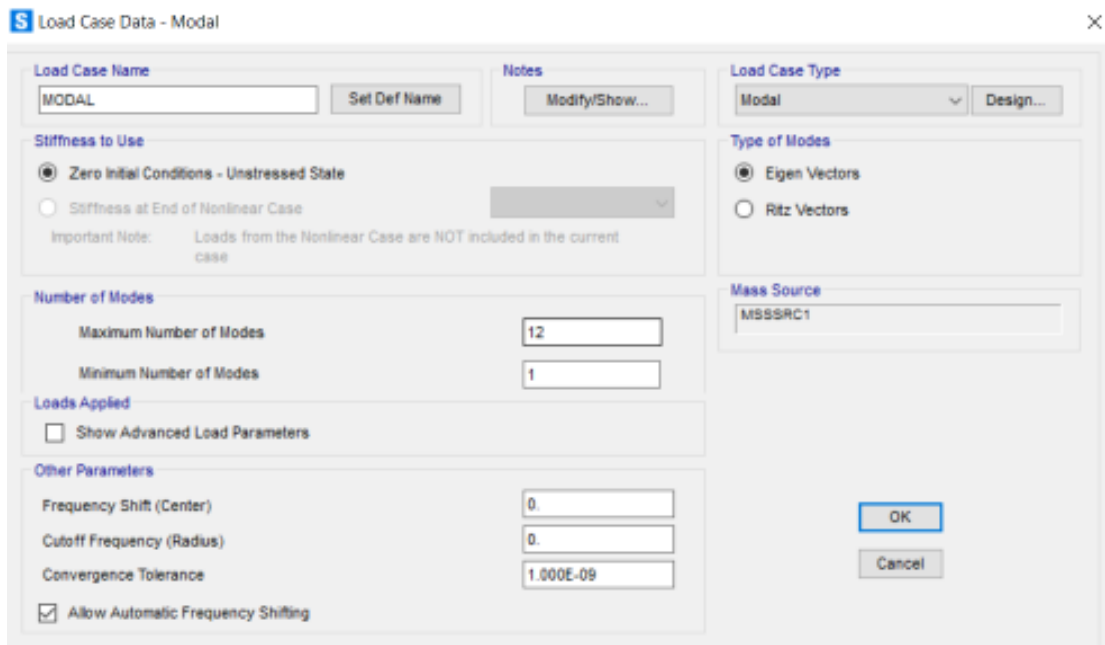 S Load Case Data - Modal
Load Case Name
MODAL
Set Def Name
Notes
Modify/Show...
Load Case Type
Modal
Design...
Stiffness to Use
Zero Initial Conditions - Unstressed State
Stiffness at End of Nonlinear Case
Important Note: Loads from the Nonlinear Case are NOT included in the current
case
Type of Modes
Eigen Vectors
Ritz Vectors
Number of Modes
Maximum Number of Modes 12
Minimum Number of Modes 1
Mass Source
MSSSRC1
Loads Applied
Show Advanced Load Parameters
Other Parameters
Frequency Shift (Center) 0.
Cutoff Frequency (Radius) 0.
Convergence Tolerance 1.000E-09
Allow Automatic Frequency Shifting
OK
Cancel